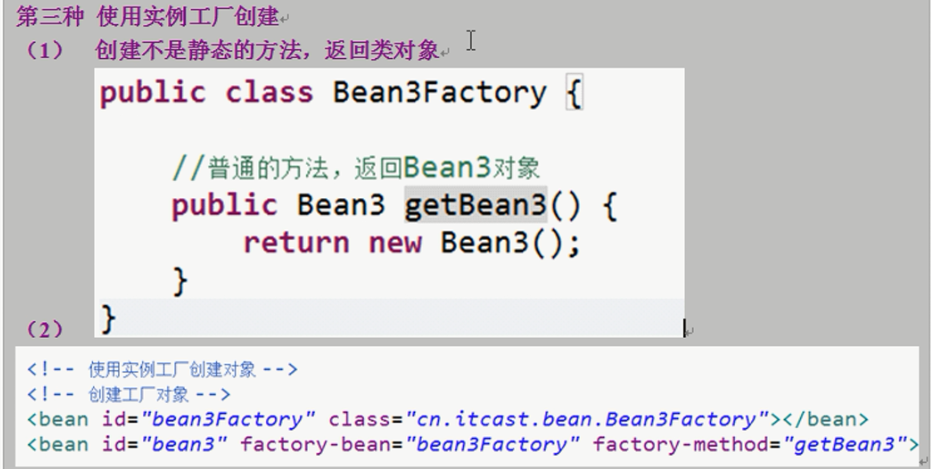 第三种 使用实例工厂创建
（1） 创建不是静态的方法，返回类对象
public class Bean3Factory {
//普通的方法，返回Bean3对象
public Bean3 getBean3() {
return new Bean3();
}
}
（2）
<!-- 使用实例工厂创建对象 -->
<!-- 创建工厂对象 -->
<bean id="bean3Factory" class="cn.itcast.bean.Bean3Factory"></bean>
<bean id="bean3" factory-bean="bean3Factory" factory-method="getBean3">